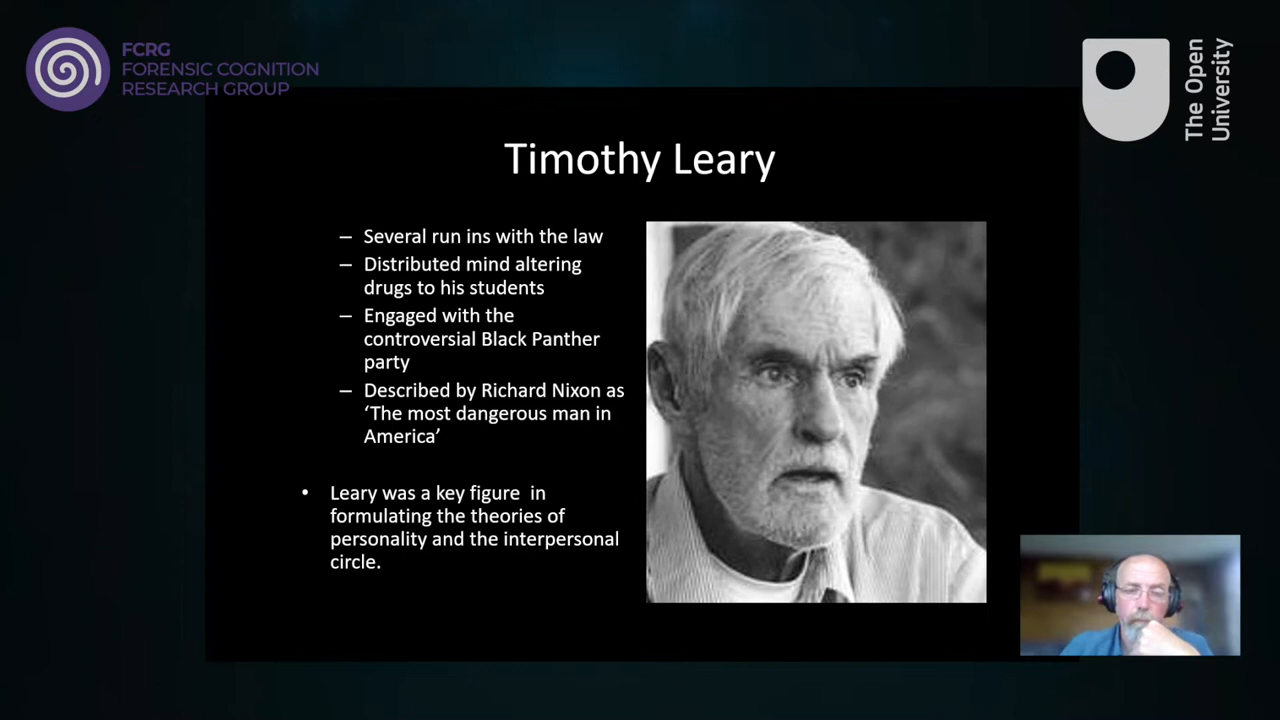 FCRG
FORENSIC COGNITION
RESEARCH GROUP
The Open
University
Timothy Leary
– Several run ins with the law
– Distributed mind altering
drugs to his students
– Engaged with the
controversial Black Panther
party
– Described by Richard Nixon as
‘The most dangerous man in
America’
• Leary was a key figure  in
formulating the theories of
personality and the interpersonal
circle.